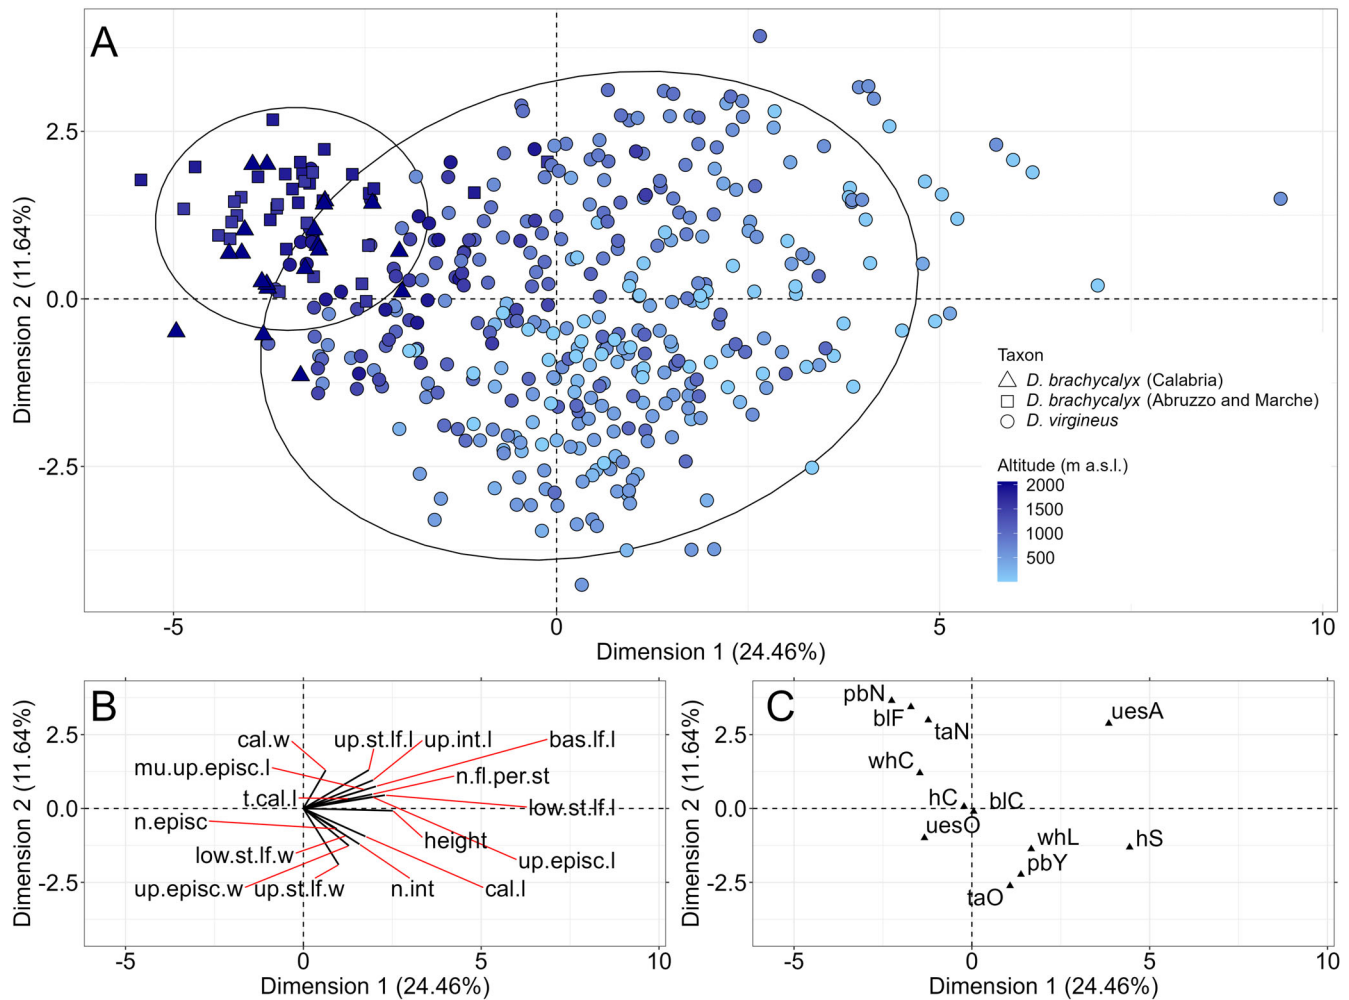 A
2.5
0.0
-2.5
Dimension 2 (11.64%)
-5
0
5
10
Dimension 1 (24.46%)
Taxon
D. brachycalyx (Calabria)
D. brachycalyx (Abruzzo and Marche)
D. virgineus
Altitude (m a.s.l.)
2000
1500
1000
500
B
2.5
0.0
-2.5
Dimension 2 (11.64%)
cal.w
up.st.lf.l
up.int.l
bas.lf.l
mu.up.episc.l
n.fl.per.st
t.cal.l
low.st.lf.l
n.episc
height
low.st.lf.w
up.episc.l
up.episc.w
up.st.lf.w
n.int
cal.l
-5
0
5
10
Dimension 1 (24.46%)
C
2.5
0.0
-2.5
Dimension 2 (11.64%)
pbN
blF
taN
uesA
whC
hC
blC
uesO
whL
hS
pbY
taO
-5
0
5
10
Dimension 1 (24.46%)